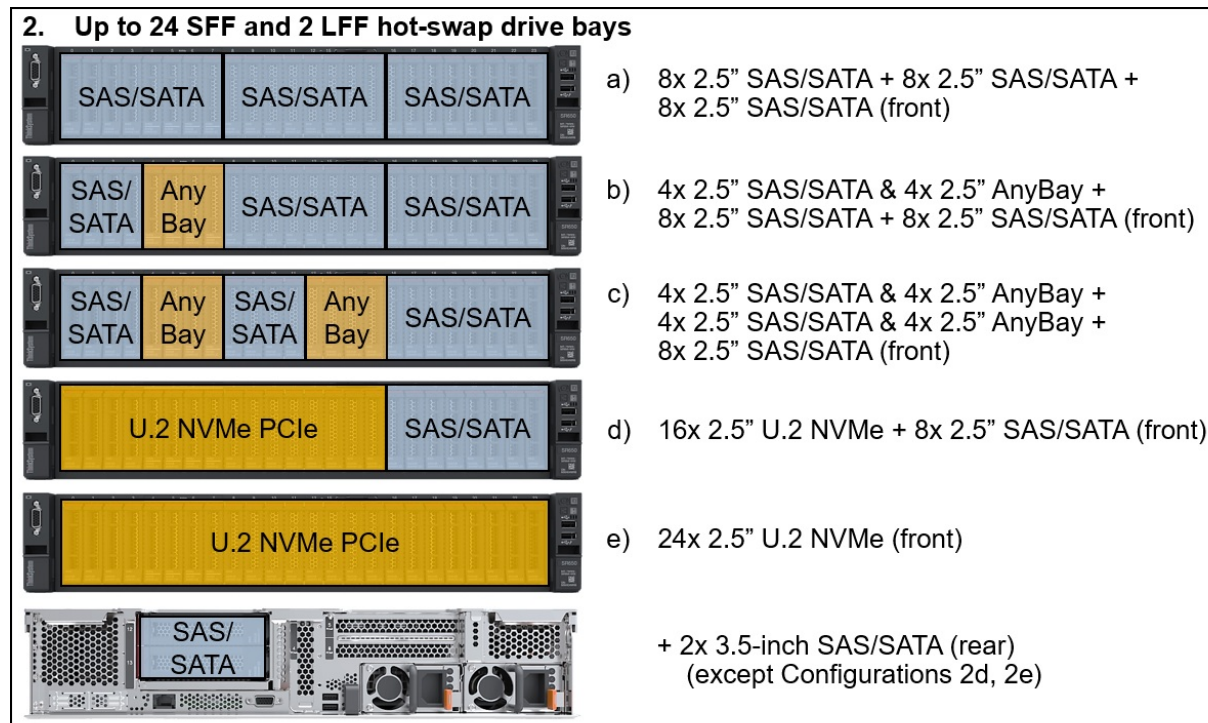 2. Up to 24 SFF and 2 LFF hot-swap drive bays
SAS/SATA SAS/SATA SAS/SATA
a) 8x 2.5” SAS/SATA + 8x 2.5” SAS/SATA +
8x 2.5” SAS/SATA (front)
SAS/
SATA
Any
Bay
SAS/SATA SAS/SATA
b) 4x 2.5” SAS/SATA & 4x 2.5” AnyBay +
8x 2.5” SAS/SATA + 8x 2.5” SAS/SATA (front)
SAS/
SATA
Any
Bay
SAS/
SATA
Any
Bay
SAS/SATA
c) 4x 2.5” SAS/SATA & 4x 2.5” AnyBay +
4x 2.5” SAS/SATA & 4x 2.5” AnyBay +
8x 2.5” SAS/SATA (front)
U.2 NVMe PCIe SAS/SATA
d) 16x 2.5” U.2 NVMe + 8x 2.5” SAS/SATA (front)
U.2 NVMe PCIe
e) 24x 2.5” U.2 NVMe (front)
SAS/
SATA
+ 2x 3.5-inch SAS/SATA (rear)
(except Configurations 2d, 2e)